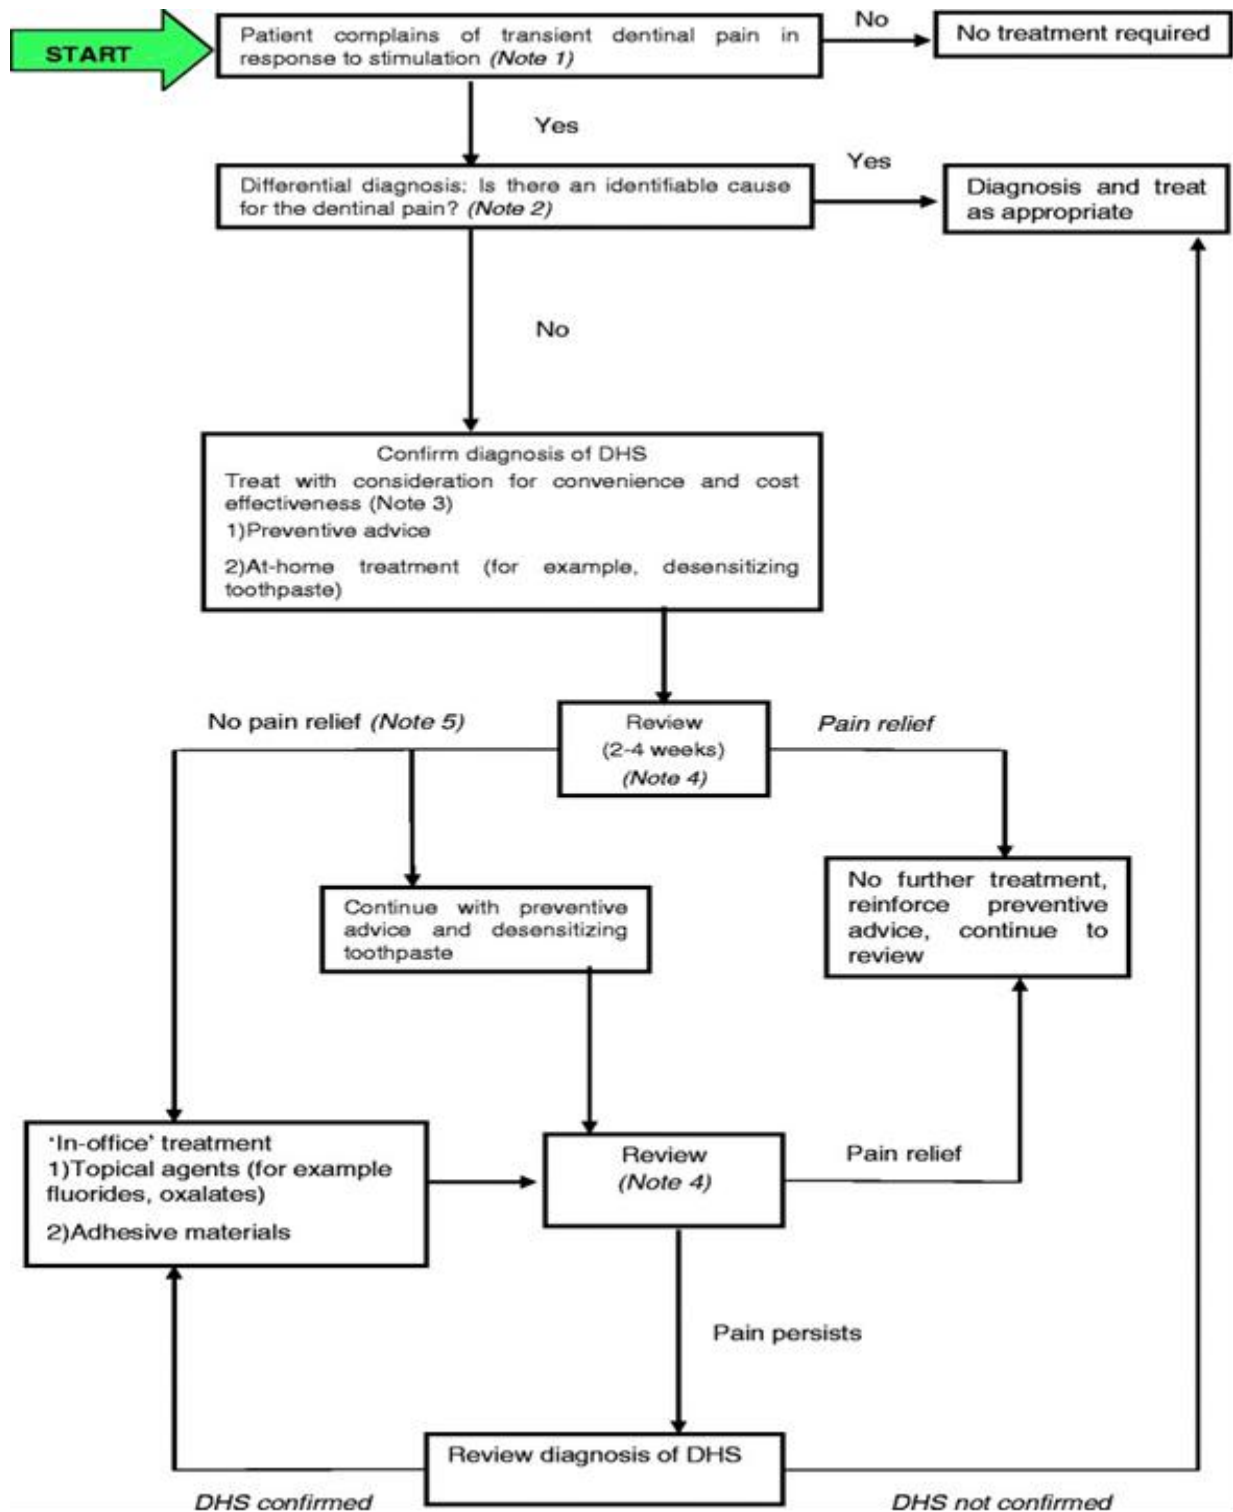 START
Patient complains of transient dentinal pain in
response to stimulation (Note 1)
No
No treatment required
Yes
Differential diagnosis: Is there an identifiable cause
for the dentinal pain? (Note 2)
Yes
Diagnosis and treat
as appropriate
No
Confirm diagnosis of DHS
Treat with consideration for convenience and cost
effectiveness (Note 3)
1)Preventive advice
2)At-home treatment (for example, desensitizing
toothpaste)
No pain relief (Note 5)
Review
(2-4 weeks)
(Note 4)
Pain relief
Continue with preventive
advice and desensitizing
toothpaste
No further treatment,
reinforce preventive
advice, continue to
review
'In-office' treatment
1)Topical agents (for example
fluorides, oxalates)
2)Adhesive materials
Review
(Note 4)
Pain relief
Pain persists
Review diagnosis of DHS
DHS confirmed
DHS not confirmed